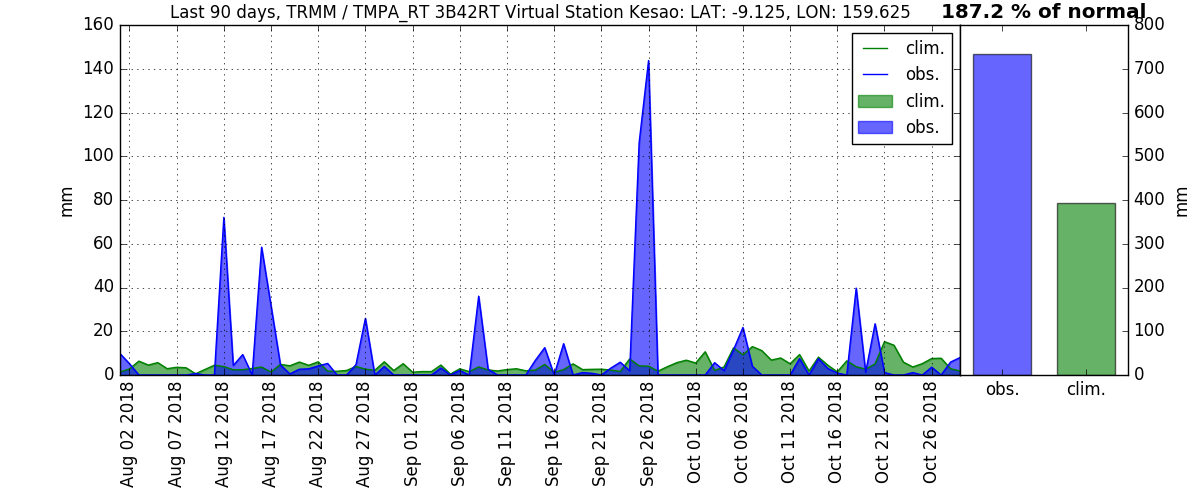 Last 90 days, TRMM / TMPA_RT 3B42RT Virtual Station Kesao: LAT: -9.125, LON: 159.625
187.2 % of normal
160
140
120
100
80
60
40
20
0
mm
clim.
obs.
clim.
obs.
800
700
600
500
400
300
200
100
0
mm
Aug 02 2018
Aug 07 2018
Aug 12 2018
Aug 17 2018
Aug 22 2018
Aug 27 2018
Sep 01 2018
Sep 06 2018
Sep 11 2018
Sep 16 2018
Sep 21 2018
Sep 26 2018
Oct 01 2018
Oct 06 2018
Oct 11 2018
Oct 16 2018
Oct 21 2018
Oct 26 2018
obs.
clim.